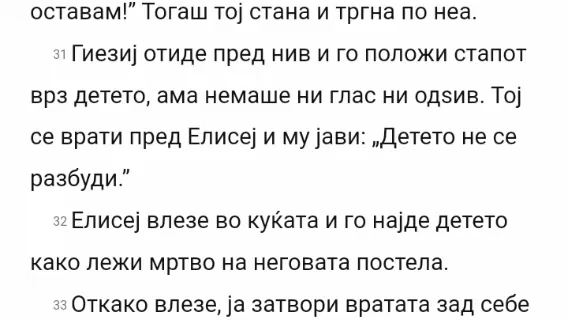 оставам!” Тогаш тој стана и тргна по неа.
31 Гиезиј отиде пред нив и го положи стапот
врз детето, ама немаше ни глас ни одѕив. Тој
се врати пред Елисеј и му јави: „Детето не се
разбуди.”
32 Елисеј влезе во куќата и го најде детето
како лежи мртво на неговата постела.
33 Откако влезе, ја затвори вратата зад себе